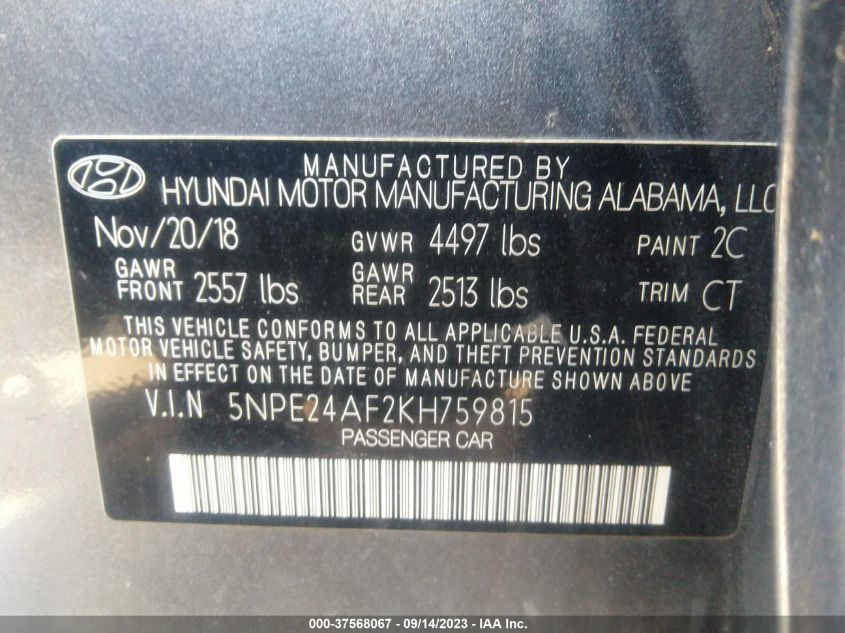 MANUFACTURED BY
HYUNDAI MOTOR MANUFACTURING ALABAMA, LLC
Nov/20/18 GVWR 4497 lbs PAINT 2C
GAWR FRONT 2557 lbs GAWR REAR 2513 lbs TRIM CT
THIS VEHICLE CONFORMS TO ALL APPLICABLE U.S.A. FEDERAL
MOTOR VEHICLE SAFETY, BUMPER, AND THEFT PREVENTION STANDARDS
IN EFFECT ON THE DATE OF MANUFACTURE SHOWN ABOVE
V.I.N 5NPE24AF2KH759815
PASSENGER CAR
000-37568067 - 09/14/2023 - IAA Inc.